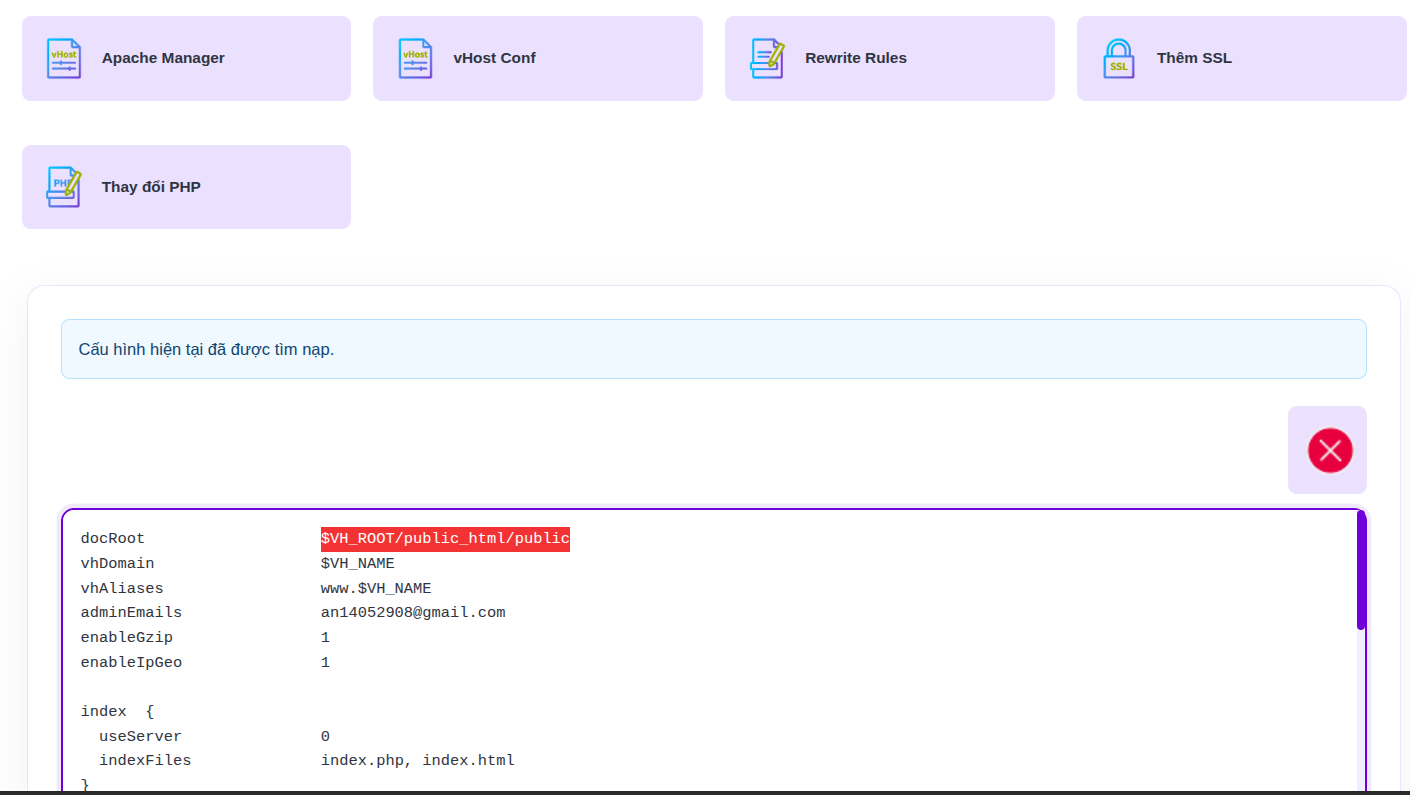 vHost
Apache Manager
vHost
vHost Conf
Rewrite Rules
SSL
Thêm SSL
PHP
Thay đổi PHP
Cấu hình hiện tại đã được tìm nạp.
docRoot                   $VH_ROOT/public_html/public
vhDomain                  $VH_NAME
vhAliases                 www.$VH_NAME
adminEmails               an14052908@gmail.com
enableGzip                1
enableIpGeo               1
index  {
  useServer               0
  indexFiles              index.php, index.html
}